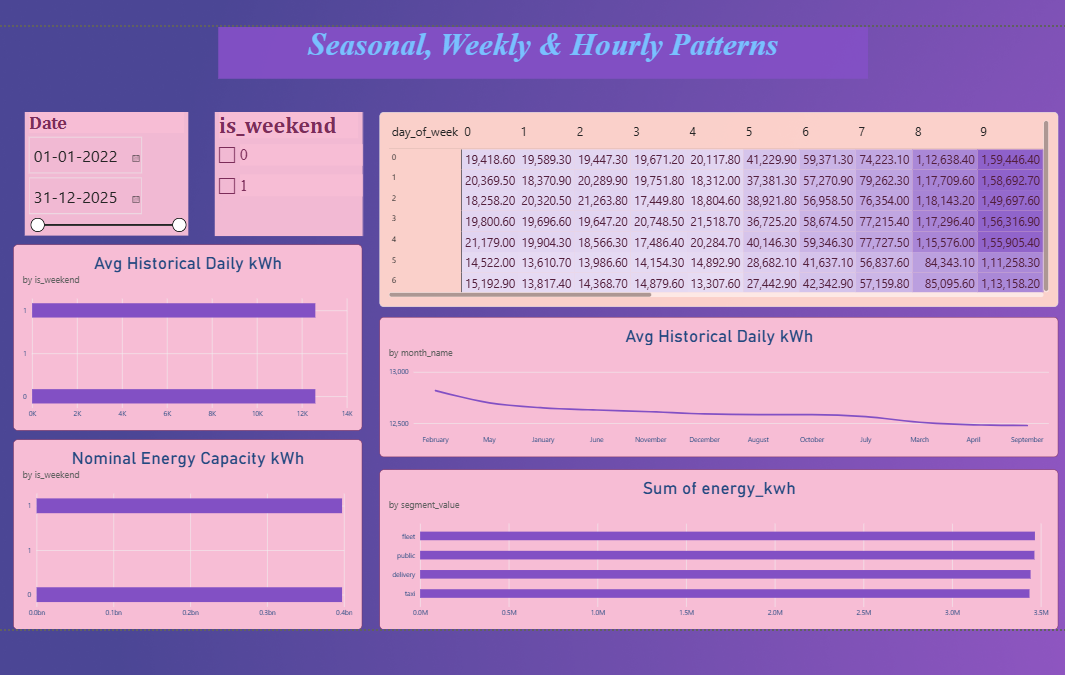 Seasonal, Weekly & Hourly Patterns
Date
01-01-2022
31-12-2025
is_weekend
0
1
day_of_week 0 1 2 3 4 5 6 7 8 9
0 19,418.60 19,589.30 19,447.30 19,671.20 20,117.80 41,229.90 59,371.30 74,223.10 1,12,638.40 1,59,446.40
1 20,369.50 18,370.90 20,289.90 19,751.80 18,312.00 37,381.30 57,270.90 79,262.30 1,17,709.60 1,58,692.70
2 18,258.20 20,320.50 21,263.80 17,449.80 18,804.60 38,921.80 56,958.50 76,354.00 1,18,143.20 1,49,697.60
3 19,800.60 19,696.60 19,647.20 20,748.50 21,518.70 36,725.20 58,674.50 77,215.40 1,17,296.40 1,56,316.90
4 21,179.00 19,904.30 18,566.30 17,486.40 20,284.70 40,146.30 59,346.30 77,727.50 1,15,576.00 1,55,905.40
5 14,522.00 13,610.70 13,986.60 14,154.30 14,892.90 28,682.10 41,637.10 56,837.60 84,343.10 1,11,258.30
6 15,192.90 13,817.40 14,368.70 14,879.60 13,307.60 27,442.90 42,342.90 57,159.80 85,095.60 1,13,158.20
Avg Historical Daily kWh
by is_weekend
1
1
0
0K 2K 4K 6K 8K 10K 12K 14K
Avg Historical Daily kWh
by month_name
13,000
12,500
February May January June November December August October July March April September
Nominal Energy Capacity kWh
by is_weekend
1
1
0
0.0bn 0.1bn 0.2bn 0.3bn 0.4bn
Sum of energy_kwh
by segment_value
fleet
public
delivery
taxi
0.0M 0.5M 1.0M 1.5M 2.0M 2.5M 3.0M 3.5M